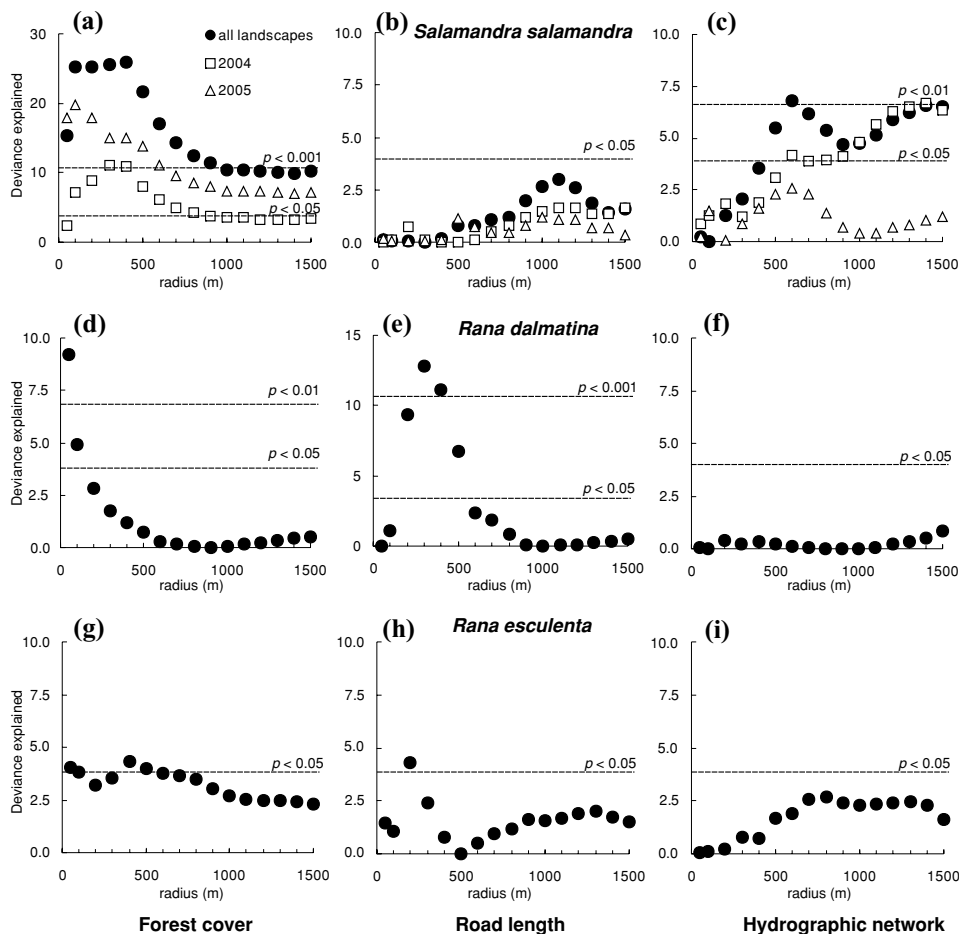 (a)
(b)
Salamandra salamandra
(c)
all landscapes
2004
2005
Deviance explained
30
20
10
0
p < 0.001
p < 0.05
0
500
1000
1500
radius (m)
10.0
7.5
5.0
2.5
0.0
p < 0.05
0
500
1000
1500
radius (m)
10.0
7.5
5.0
2.5
0.0
p < 0.01
p < 0.05
0
500
1000
1500
radius (m)
(d)
(e)
Rana dalmatina
(f)
Deviance explained
10.0
7.5
5.0
2.5
0.0
p < 0.01
p < 0.05
0
500
1000
1500
radius (m)
15
10
5
0
p < 0.001
p < 0.05
0
500
1000
1500
radius (m)
10.0
7.5
5.0
2.5
0.0
p < 0.05
0
500
1000
1500
radius (m)
(g)
(h)
Rana esculenta
(i)
Deviance explained
10.0
7.5
5.0
2.5
0.0
p < 0.05
0
500
1000
1500
radius (m)
10.0
7.5
5.0
2.5
0.0
p < 0.05
0
500
1000
1500
radius (m)
10.0
7.5
5.0
2.5
0.0
p < 0.05
0
500
1000
1500
radius (m)
Forest cover
Road length
Hydrographic network